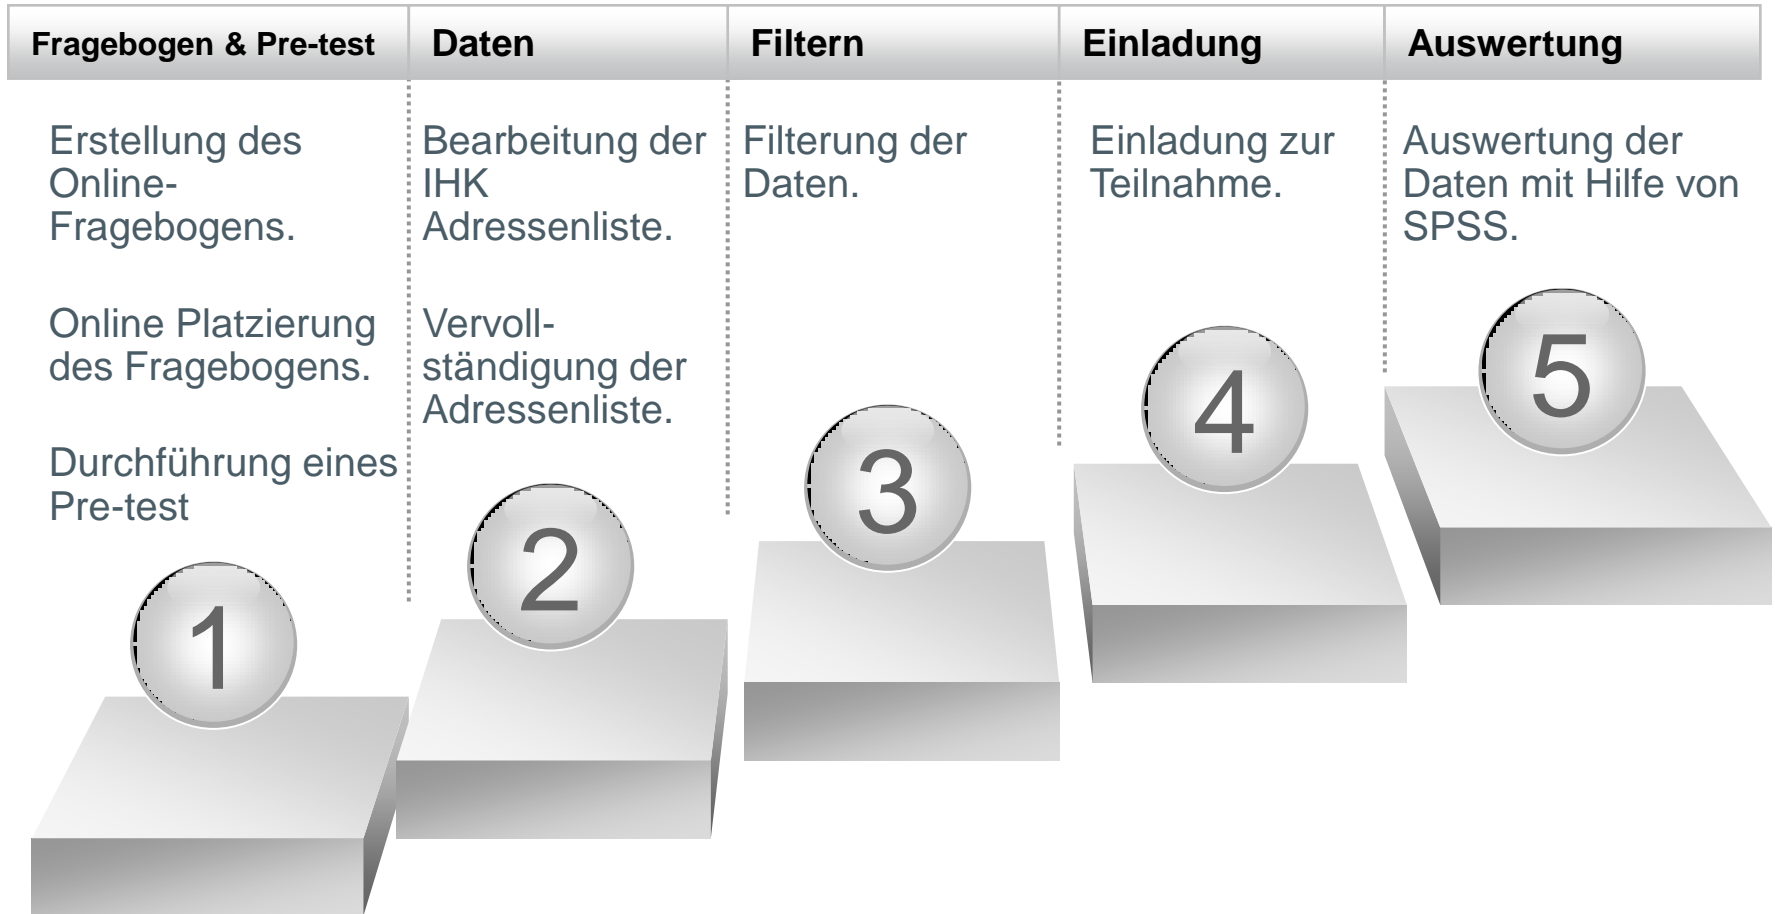 Fragebogen & Pre-test
Daten
Filtern
Einladung
Auswertung
Erstellung des
Online-
Fragebogens.
Online Platzierung
des Fragebogens.
Durchführung eines
Pre-test
Bearbeitung der
IHK
Adressenliste.
Vervoll-
ständigung der
Adressenliste.
Filterung der
Daten.
Einladung zur
Teilnahme.
Auswertung der
Daten mit Hilfe von
SPSS.
1
2
3
4
5